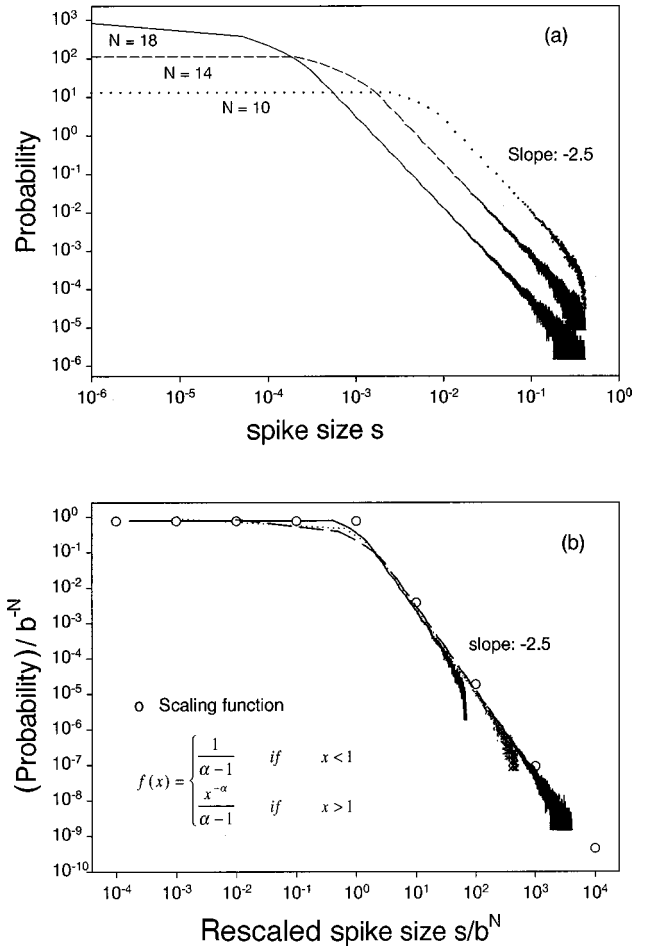 (a)
10^3
10^2
10^1
10^0
10^-1
10^-2
10^-3
10^-4
10^-5
10^-6
Probability
N = 18
N = 14
N = 10
Slope: -2.5
10^-6 10^-5 10^-4 10^-3 10^-2 10^-1 10^0
spike size s
(b)
10^0
10^-1
10^-2
10^-3
10^-4
10^-5
10^-6
10^-7
10^-8
10^-9
10^-10
(Probability) / b^-N
slope: -2.5
o Scaling function
f(x) = { 1/(α − 1) if x < 1
x^-α/(α − 1) if x > 1
10^-4 10^-3 10^-2 10^-1 10^0 10^1 10^2 10^3 10^4
Rescaled spike size s/b^N